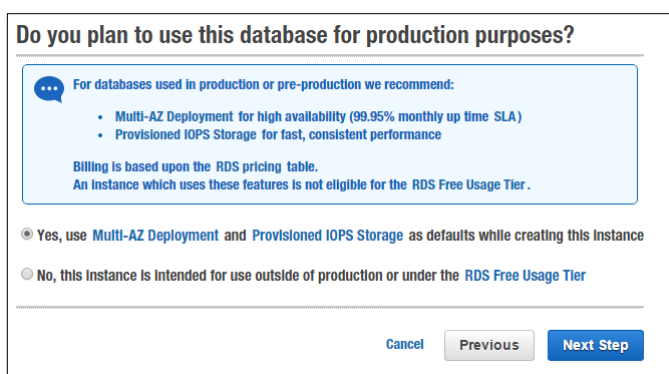 Do you plan to use this database for production purposes?
For databases used in production or pre-production we recommend:
• Multi-AZ Deployment for high availability (99.95% monthly up time SLA)
• Provisioned IOPS Storage for fast, consistent performance
Billing is based upon the RDS pricing table.
An instance which uses these features is not eligible for the RDS Free Usage Tier.
Yes, use Multi-AZ Deployment and Provisioned IOPS Storage as defaults while creating this instance
No, this instance is intended for use outside of production or under the RDS Free Usage Tier
Cancel Previous Next Step